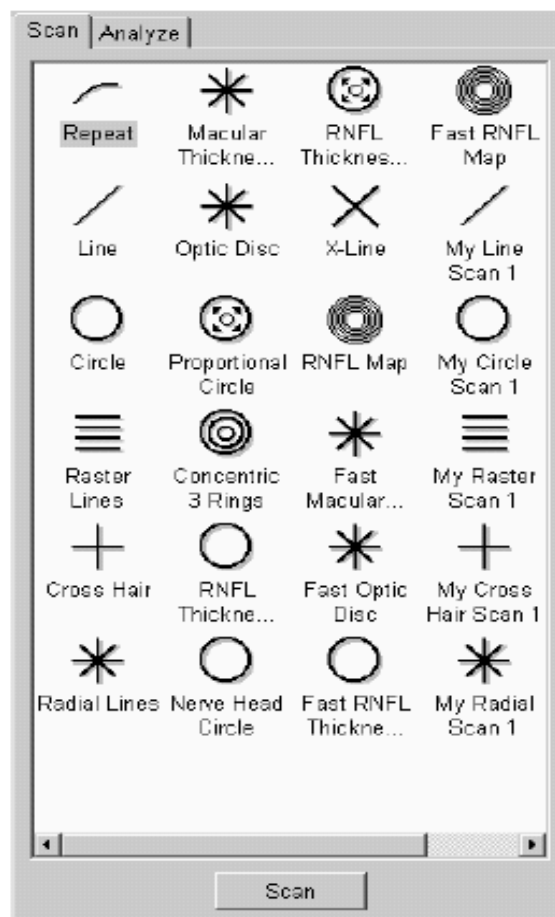 Scan Analyze
Repeat Macular Thickne... RNFL Thicknes... Fast RNFL Map
Line Optic Disc X-Line My Line Scan 1
Circle Proportional Circle RNFL Map My Circle Scan 1
Raster Lines Concentric 3 Rings Fast Macular... My Raster Scan 1
Cross Hair RNFL Thickne... Fast Optic Disc My Cross Hair Scan 1
Radial Lines Nerve Head Circle Fast RNFL Thickne... My Radial Scan 1
Scan